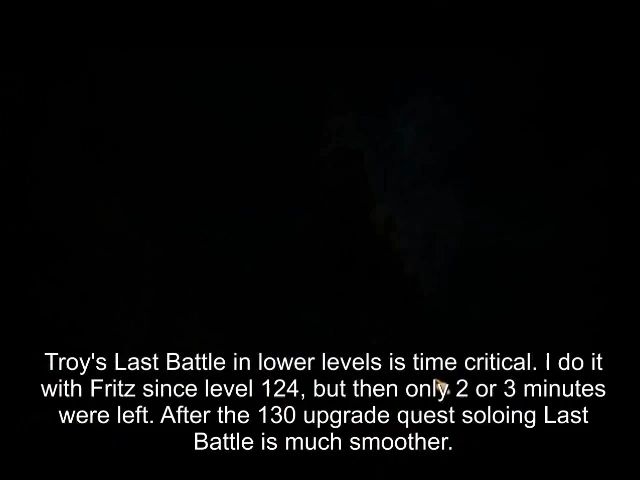 Troy's Last Battle in lower levels is time critical. I do it
with Fritz since level 124, but then only 2 or 3 minutes
were left. After the 130 upgrade quest soloing Last
Battle is much smoother.